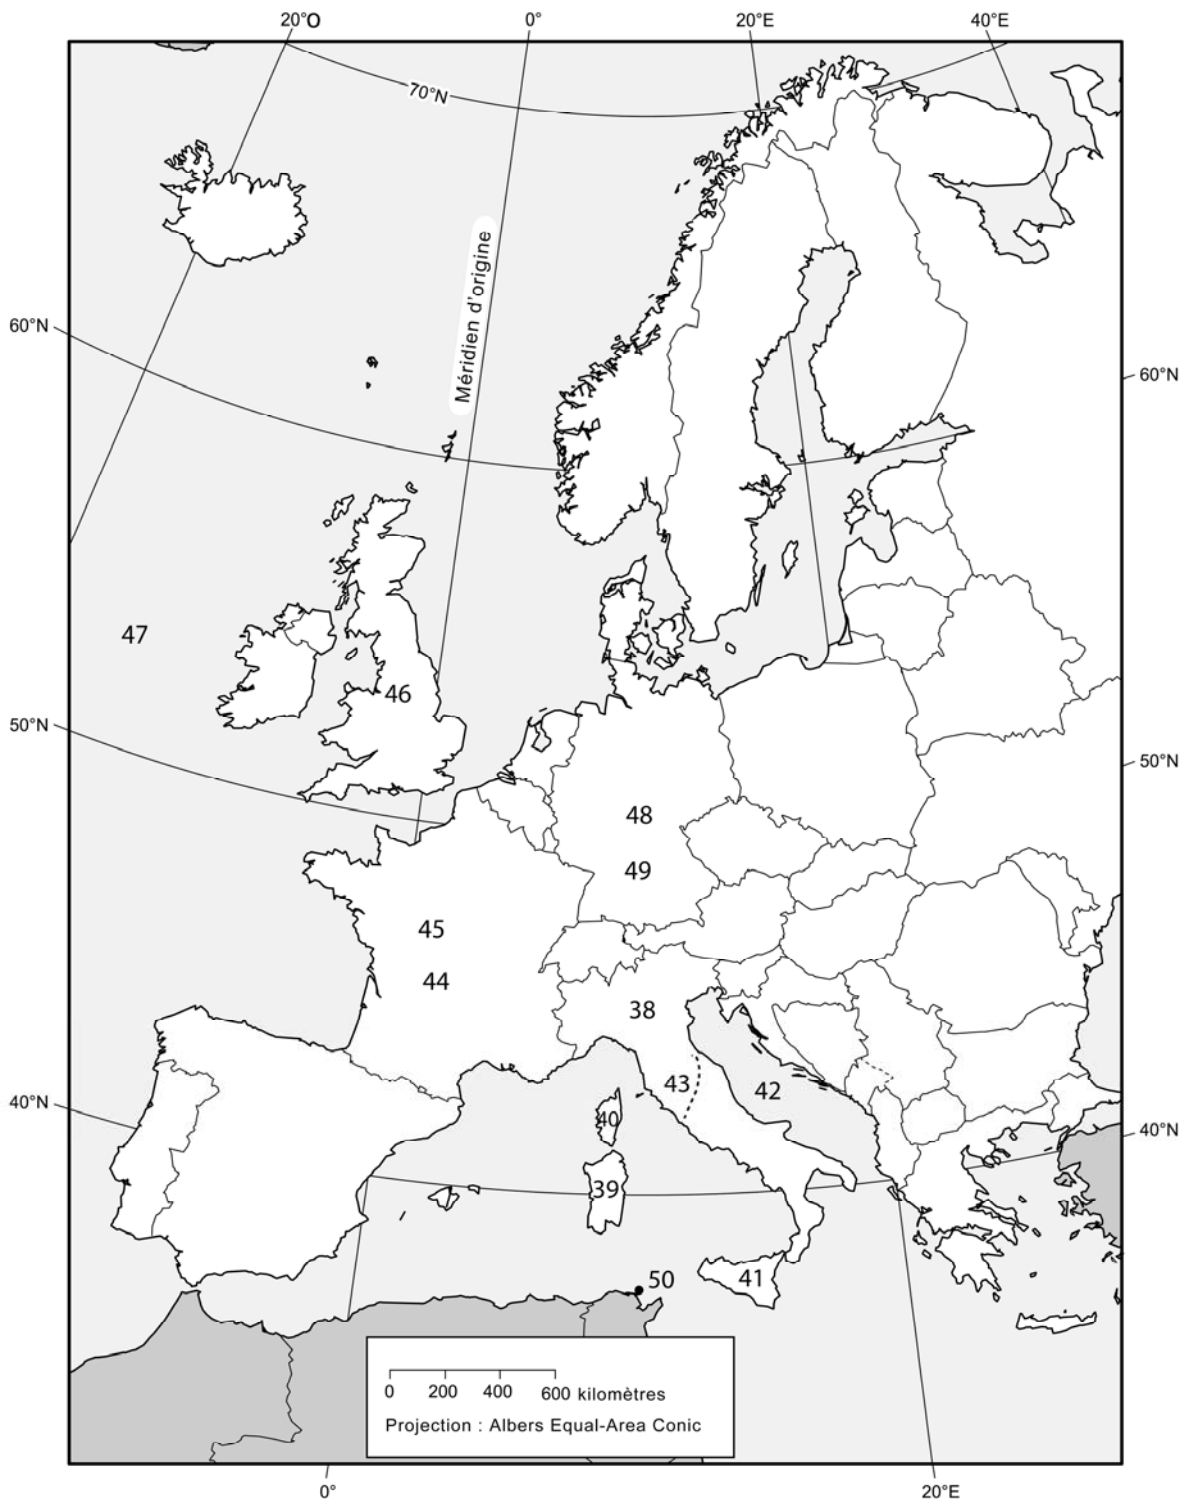 20°O 0° 20°E 40°E
70°N
Méridien d'origine
60°N
60°N
47
46
50°N
50°N
48
49
45
44
38
43
42
40°N
40
40°N
39
50
41
0 200 400 600 kilomètres
Projection : Albers Equal-Area Conic
0° 20°E